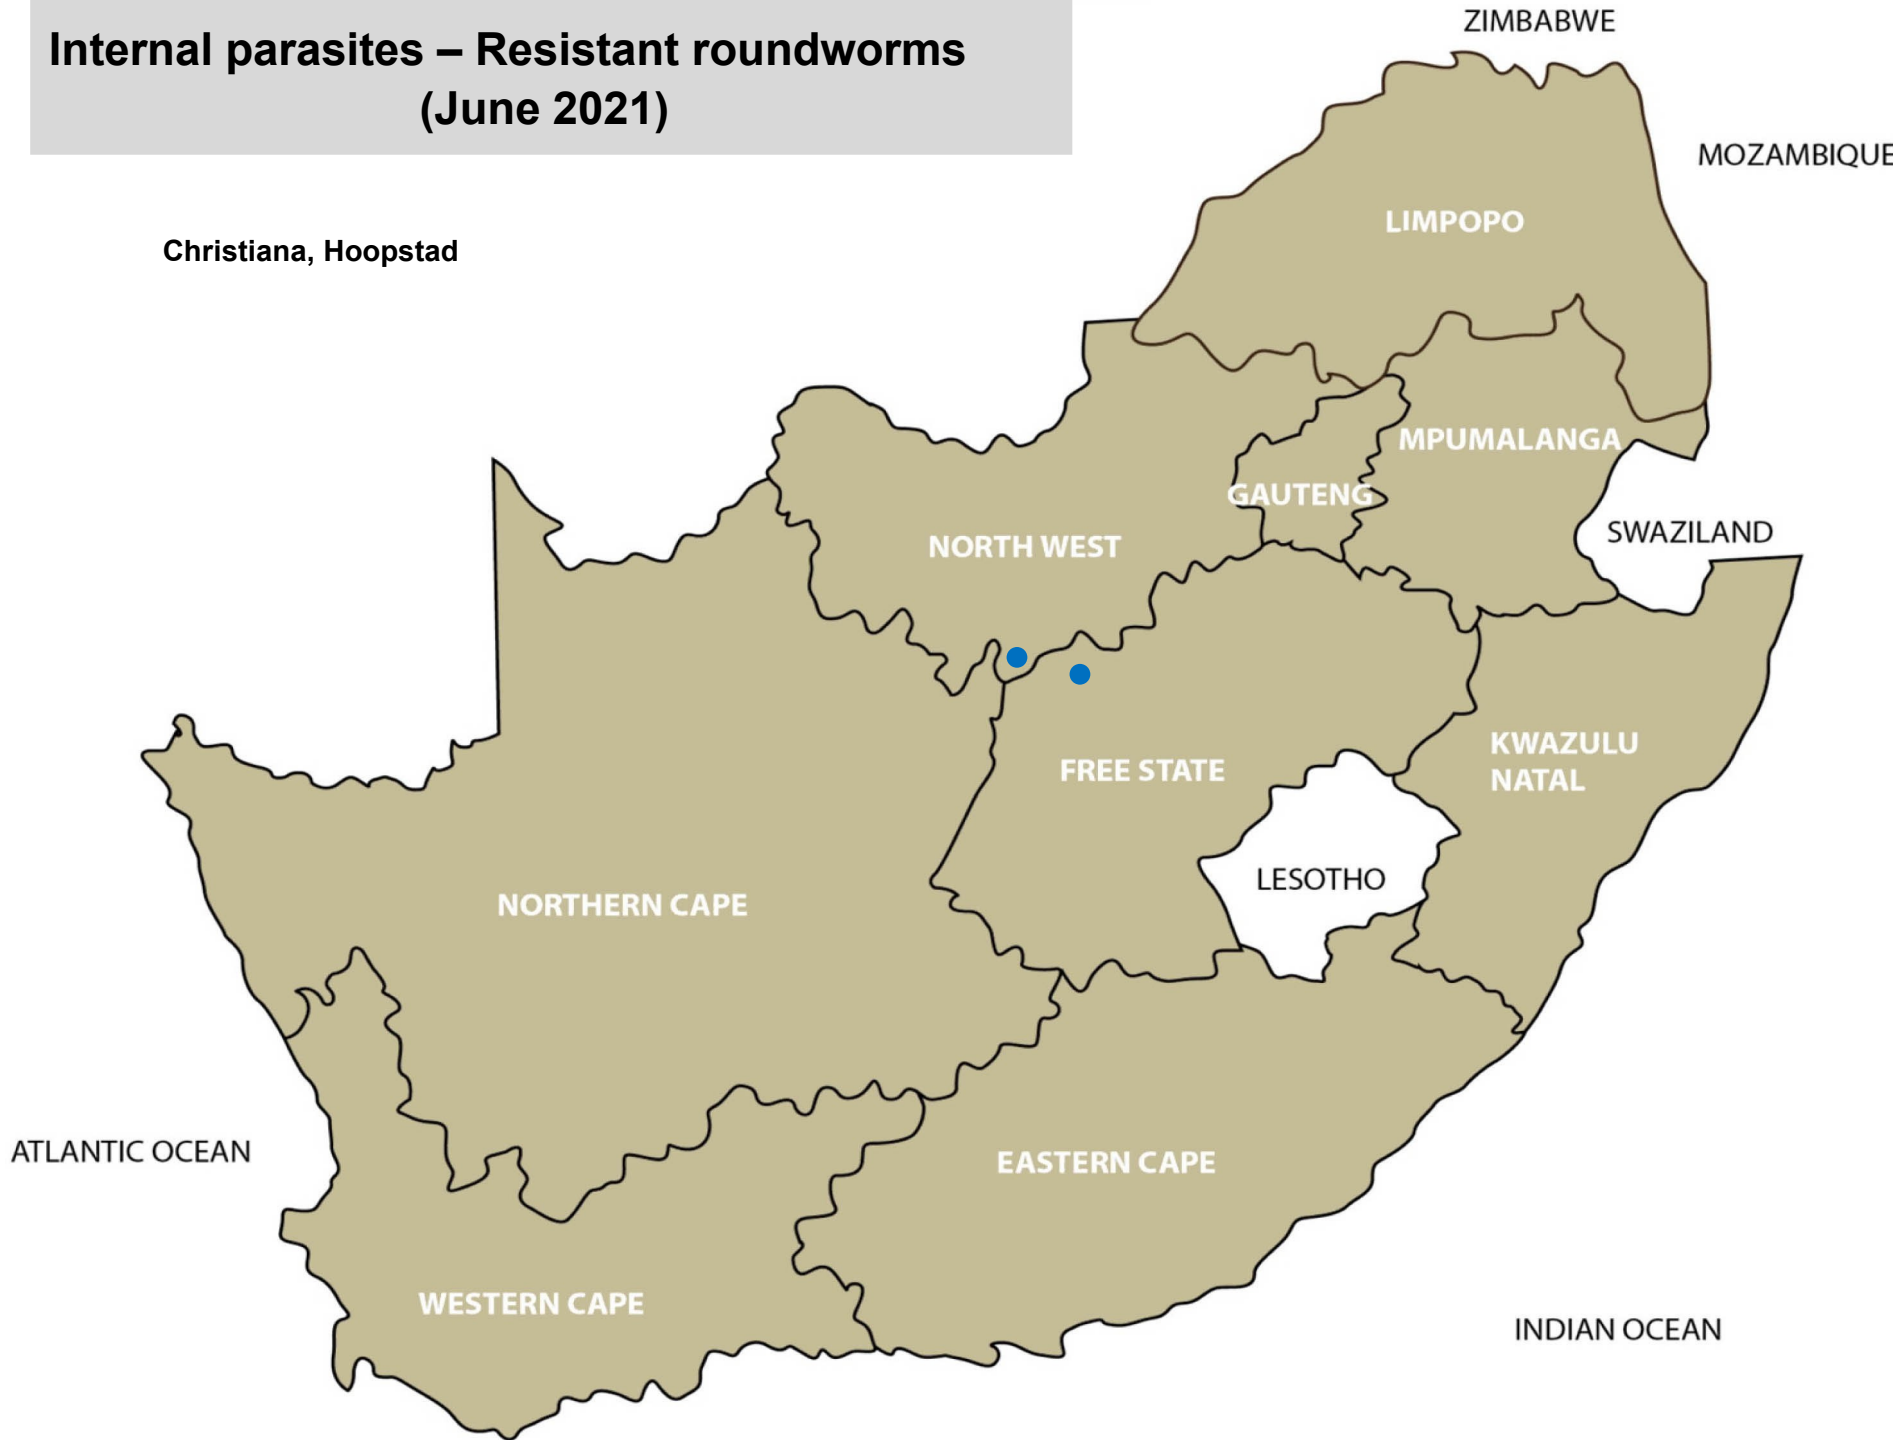 Internal parasites – Resistant roundworms
(June 2021)
Christiana, Hoopstad
ZIMBABWE
MOZAMBIQUE
LIMPOPO
MPUMALANGA
GAUTENG
SWAZILAND
NORTH WEST
KWAZULU
NATAL
FREE STATE
LESOTHO
NORTHERN CAPE
ATLANTIC OCEAN
EASTERN CAPE
WESTERN CAPE
INDIAN OCEAN